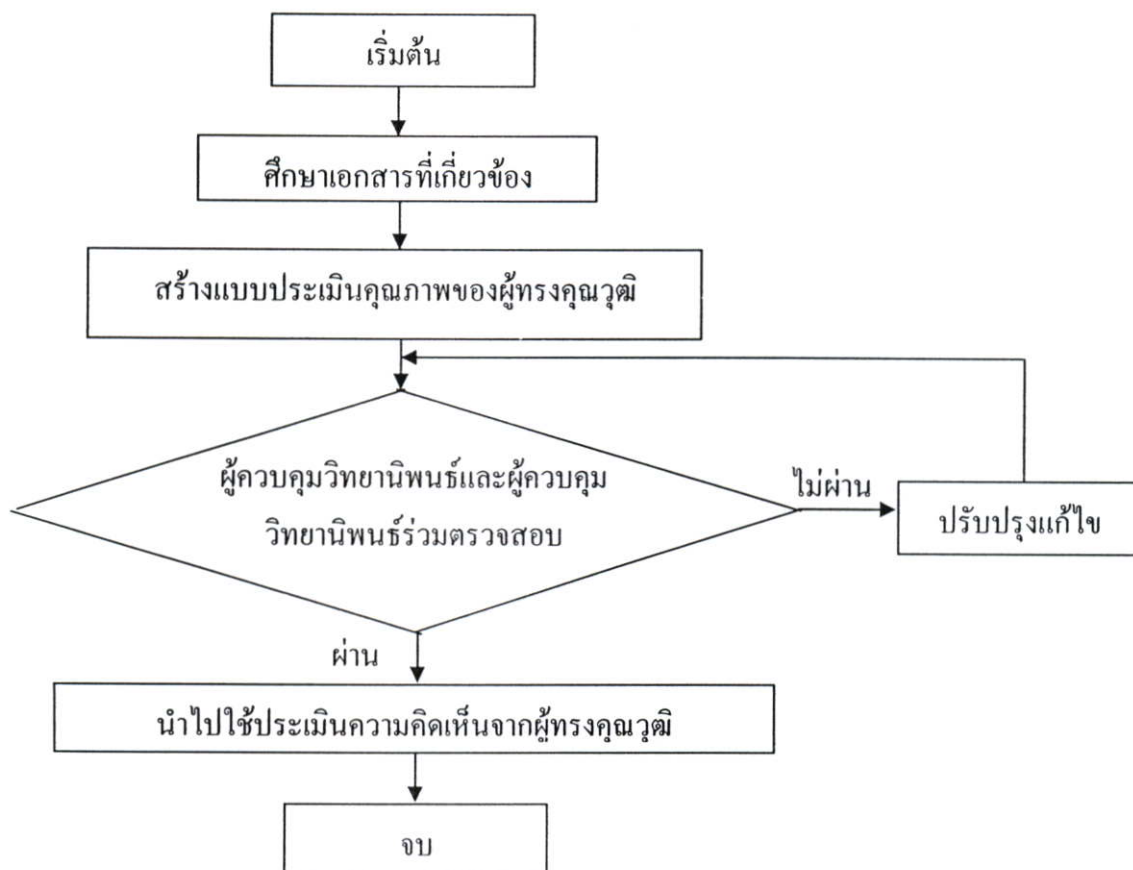 เริ่มต้น
ศึกษาเอกสารที่เกี่ยวข้อง
สร้างแบบประเมินคุณภาพของผู้ทรงคุณวุฒิ
ผู้ควบคุมวิทยานิพนธ์และผู้ควบคุม
วิทยานิพนธ์ร่วมตรวจสอบ
ไม่ผ่าน
ปรับปรุงแก้ไข
ผ่าน
นำไปใช้ประเมินความคิดเห็นจากผู้ทรงคุณวุฒิ
จบ